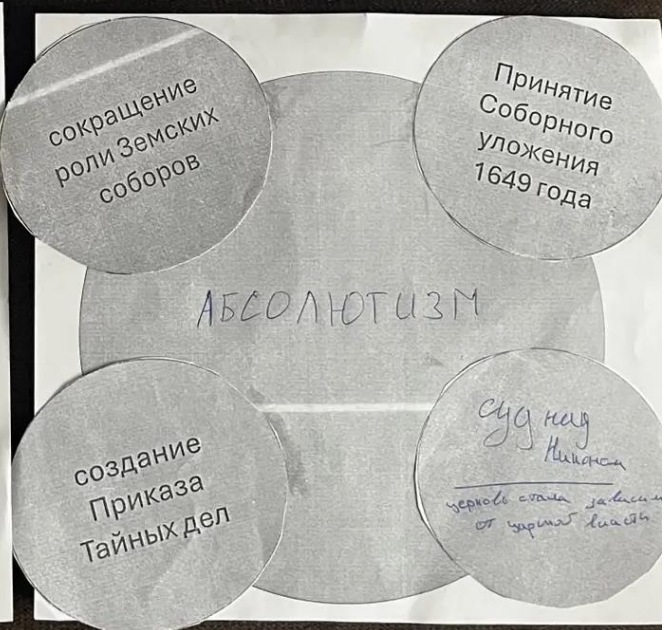 сокращение
роли Земских
соборов
Принятие
Соборного
уложения
1649 года
АБСОЛЮТИЗМ
создание
Приказа
Тайных дел
суд над
Никоном
церковь стала зависим
от царской власти